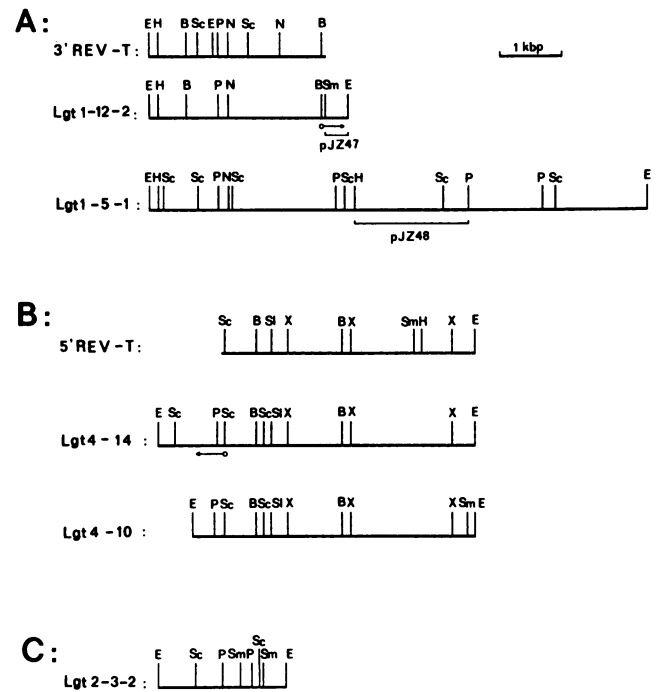 A:
E H B Sc E P N Sc N B
3' REV-T:
1 kbp
E H B P N B Sm E
Lgt 1-12-2 :
pJZ47
E H Sc Sc P N Sc P Sc H Sc P P Sc E
Lgt1-5-1 :
pJZ48
B:
Sc B Sl X B X Sm H X E
5' REV-T:
E Sc P Sc B Sc Sl X B X X E
Lgt4-14 :
E P Sc B Sc Sl X B X X Sm E
Lgt 4-10 :
C:
Sc
E Sc P Sm P Sm E
Lgt 2-3-2 :